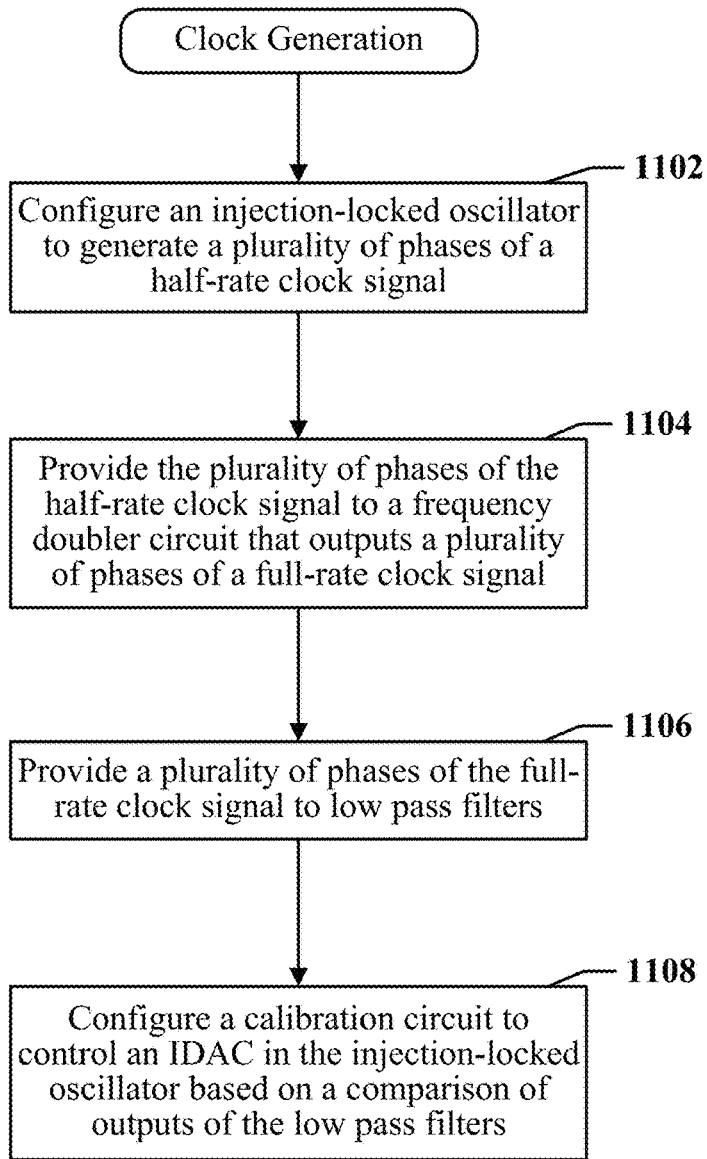 Clock Generation
1102
Configure an injection-locked oscillator
to generate a plurality of phases of a
half-rate clock signal
1104
Provide the plurality of phases of the
half-rate clock signal to a frequency
doubler circuit that outputs a plurality
of phases of a full-rate clock signal
1106
Provide a plurality of phases of the full-
rate clock signal to low pass filters
1108
Configure a calibration circuit to
control an IDAC in the injection-locked
oscillator based on a comparison of
outputs of the low pass filters